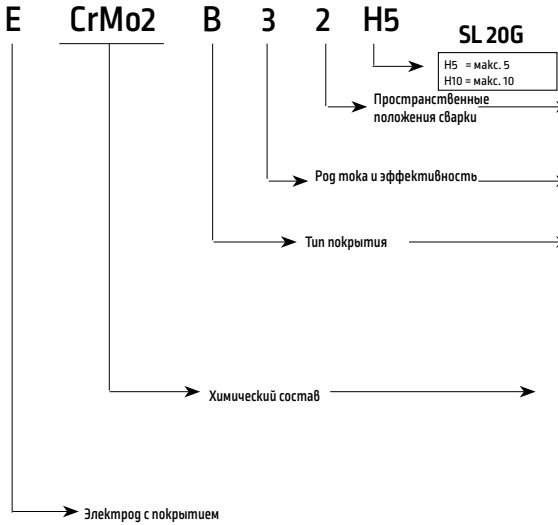 E CrMo2 B 3 2 H5
SL 20G
H5 = макс. 5
H10 = макс. 10
Пространственные
положения сварки
Род тока и эффективность
Тип покрытия
Химический состав
Электрод с покрытием